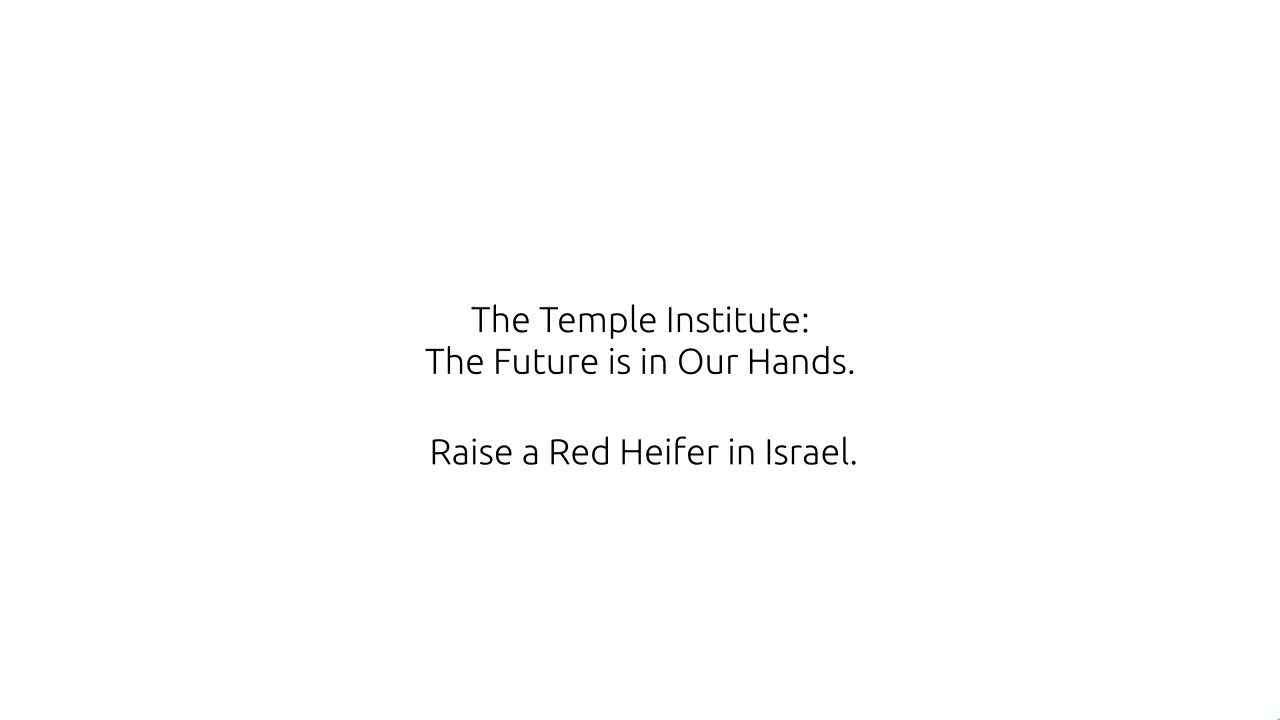 The Temple Institute:
The Future is in Our Hands.
Raise a Red Heifer in Israel.